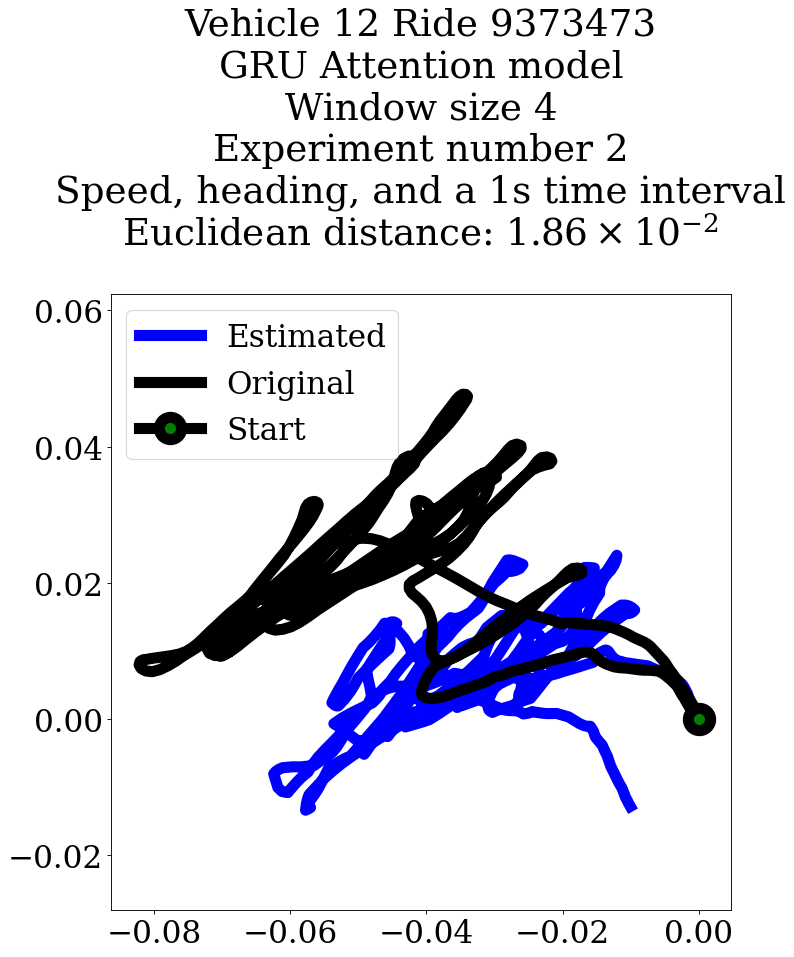 Vehicle 12 Ride 9373473
GRU Attention model
Window size 4
Experiment number 2
Speed, heading, and a 1s time interval
Euclidean distance: 1.86 × 10⁻²
0.06
Estimated
Original
Start
0.04
0.02
0.00
−0.02
−0.08 −0.06 −0.04 −0.02 0.00